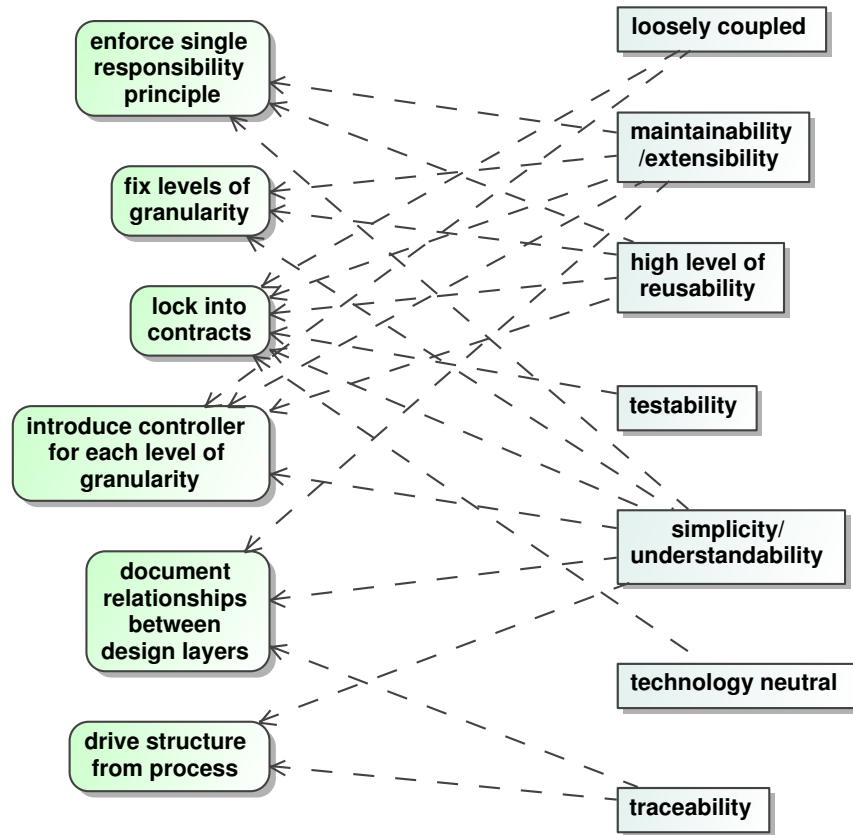 enforce single
responsibility
principle
fix levels of
granularity
lock into
contracts
introduce controller
for each level of
granularity
document
relationships
between
design layers
drive structure
from process
loosely coupled
maintainability
/extensibility
high level of
reusability
testability
simplicity/
understandability
technology neutral
traceability